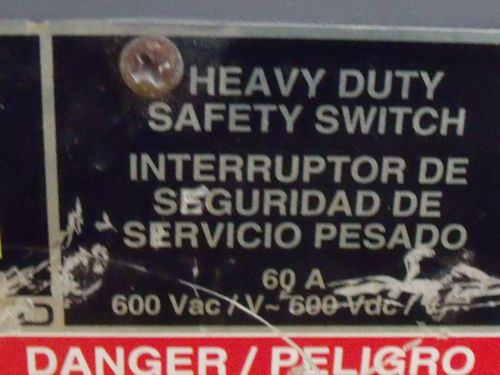 HEAVY DUTY
SAFETY SWITCH
INTERRUPTOR DE
SEGURIDAD DE
SERVICIO PESADO
60 A
600 Vac / V~ 600 Vdc /
DANGER / PELIGRO